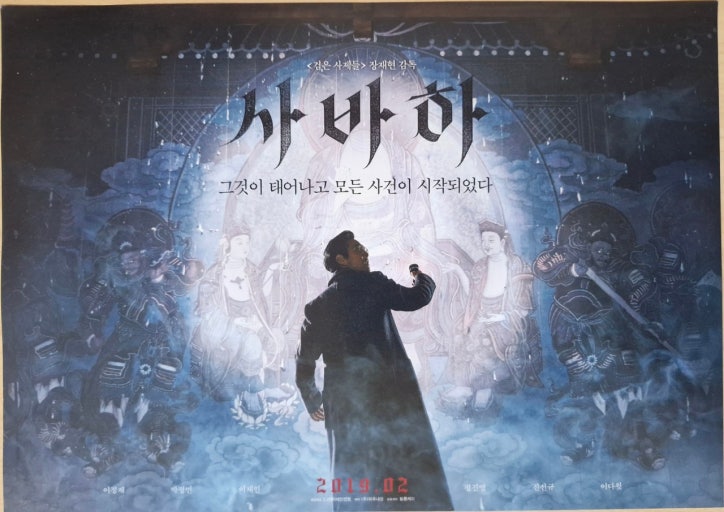 <검은 사제들> 장재현 감독
사바하
그것이 태어나고 모든 사건이 시작되었다
이정재 박정민 이재인 정진영 진선규 이다윗
2019.02